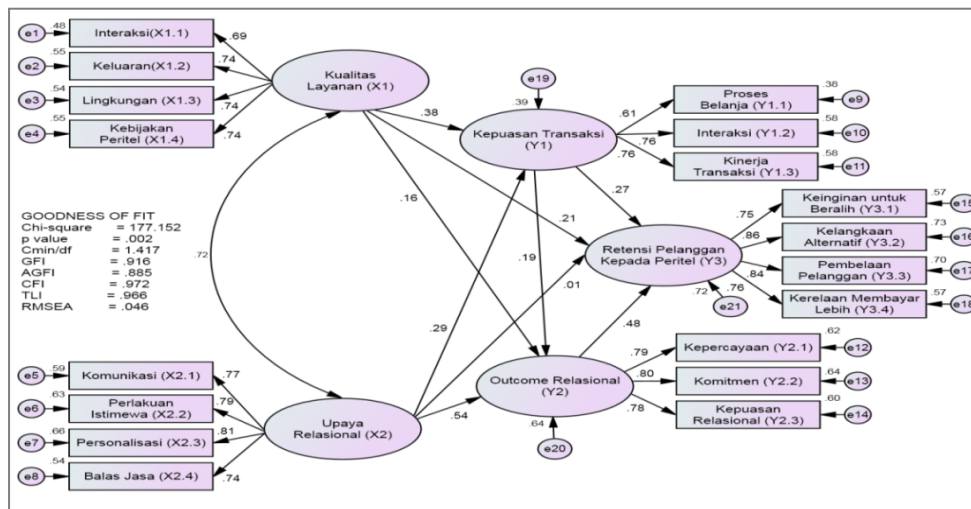 e1
.48
Interaksi(X1.1)
.69
e2
.55
Keluaran(X1.2)
.74
e3
.54
Lingkungan (X1.3)
.74
e4
.55
Kebijakan
Peritel (X1.4)
.74
Kualitas
Layanan (X1)
.38
.16
.21
.72
GOODNESS OF FIT
Chi-square = 177.152
p value = .002
Cmin/df = 1.417
GFI = .916
AGFI = .885
CFI = .972
TLI = .966
RMSEA = .046
e19
.39
Kepuasan Transaksi
(Y1)
.61
.76
.76
Proses
Belanja (Y1.1)
.38
e9
Interaksi (Y1.2)
.58
e10
Kinerja
Transaksi (Y1.3)
.58
e11
.27
.19
.01
.29
Retensi Pelanggan
Kepada Peritel (Y3)
.72
e21
.75
.86
.84
.76
Keinginan untuk
Beralih (Y3.1)
.57
e15
Kelangkaan
Alternatif (Y3.2)
.73
e16
Pembelaan
Pelanggan (Y3.3)
.70
e17
Kerelaan Membayar
Lebih (Y3.4)
.57
e18
.48
e5
.59
Komunikasi (X2.1)
.77
e6
.63
Perlakuan
Istimewa (X2.2)
.79
e7
.66
Personalisasi (X2.3)
.81
e8
.54
Balas Jasa (X2.4)
.74
Upaya
Relasional (X2)
.54
Outcome Relasional
(Y2)
.64
e20
.79
.80
.78
Kepercayaan (Y2.1)
.62
e12
Komitmen (Y2.2)
.64
e13
Kepuasan
Relasional (Y2.3)
.60
e14